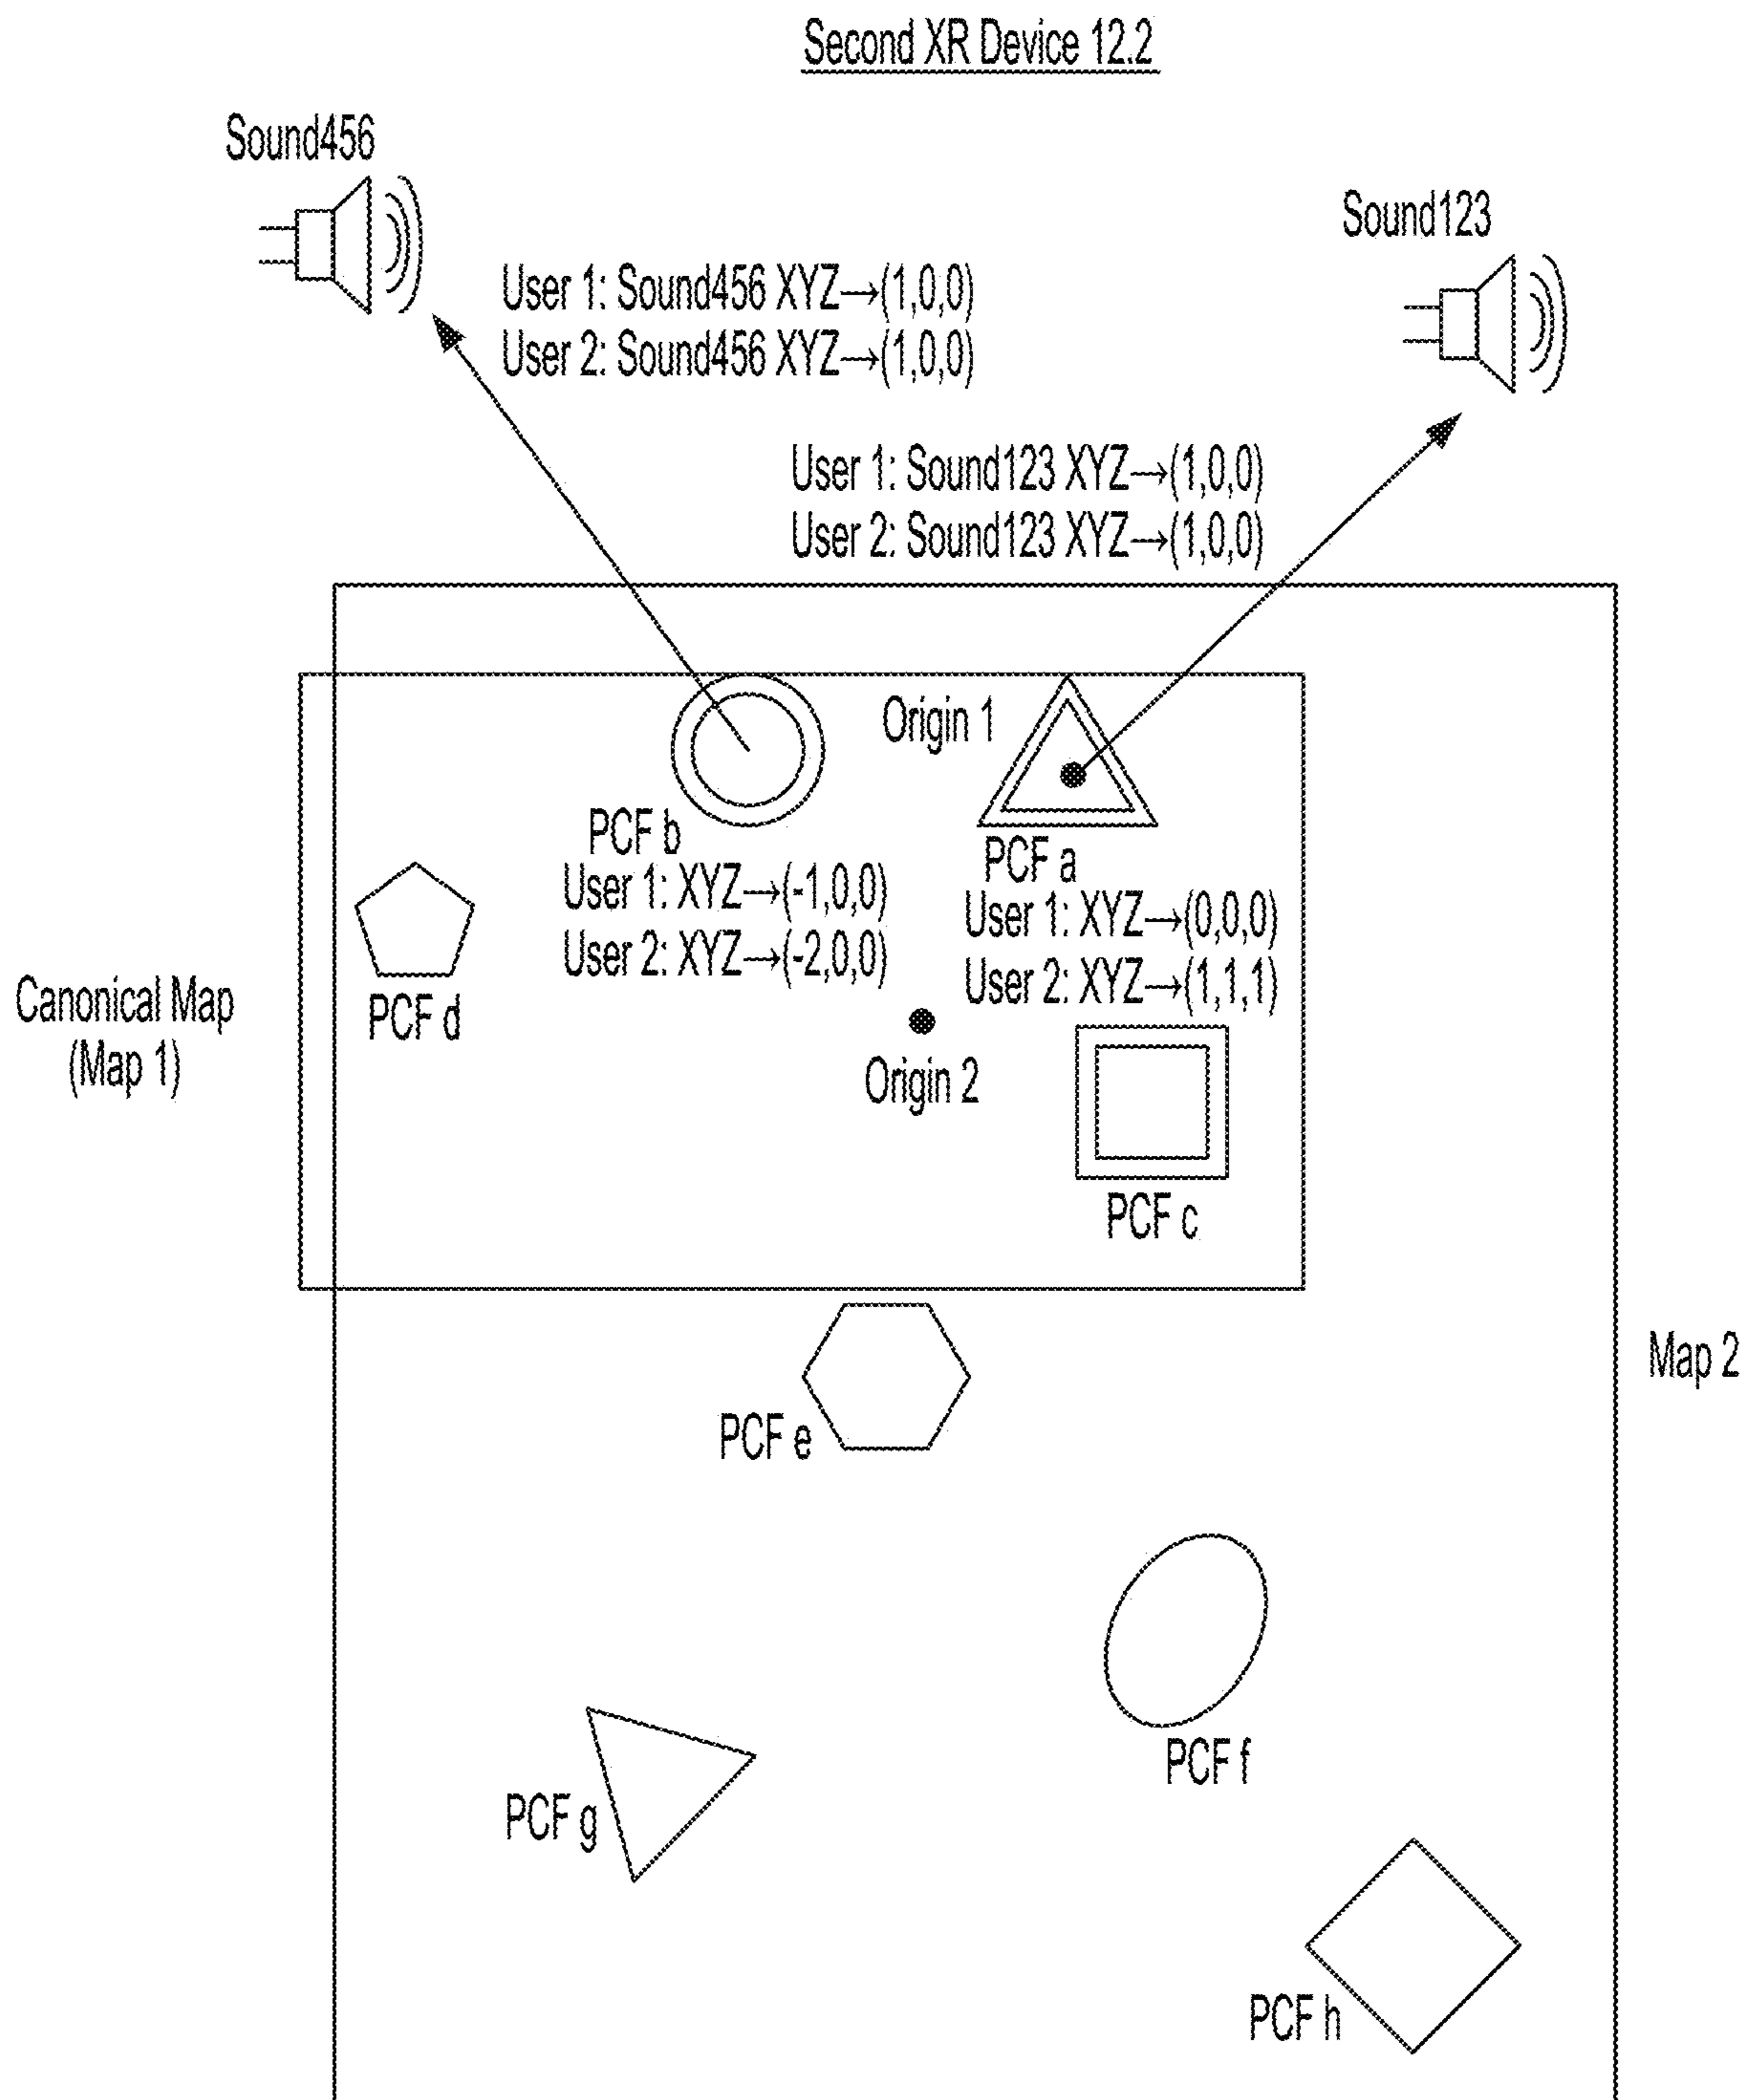 Second XR Device 12.2
Sound456
Sound123
User 1: Sound456 XYZ→(1,0,0)
User 2: Sound456 XYZ→(1,0,0)
User 1: Sound123 XYZ→(1,0,0)
User 2: Sound123 XYZ→(1,0,0)
Origin 1
PCF b
User 1: XYZ→(-1,0,0)
User 2: XYZ→(-2,0,0)
PCF a
User 1: XYZ→(0,0,0)
User 2: XYZ→(1,1,1)
PCF d
Canonical Map
(Map 1)
Origin 2
PCF c
Map 2
PCF e
PCF f
PCF g
PCF h